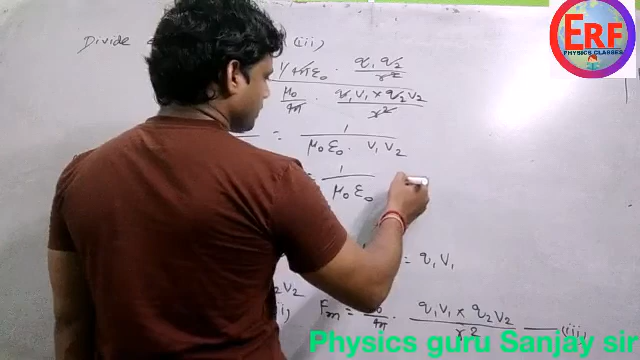 ERF
PHYSICS CLASSES
Divide (iii)
1/4πε₀ · q₁q₂/r²
μ₀/4π · q₁v₁ × q₂v₂/r²
= 1/μ₀ε₀ · v₁v₂
= 1/μ₀ε₀
= q₁v₁
v₂
Fm = μ₀/4π · q₁v₁ × q₂v₂/r² — (iii)
Physics guru Sanjay sir